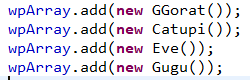 wpArray.add(new GGorat());
wpArray.add(new Catupi());
wpArray.add(new Eve());
wpArray.add(new Gugu());